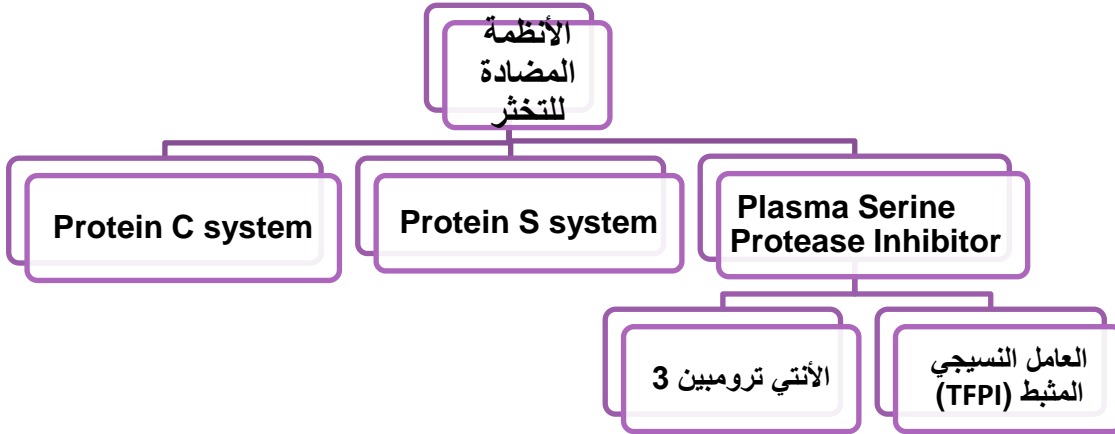 الأنظمة
المضادة
للتخثر
Protein C system
Protein S system
Plasma Serine
Protease Inhibitor
الأنتي ترومبين 3
العامل النسيجي
المثبط (TFPI)